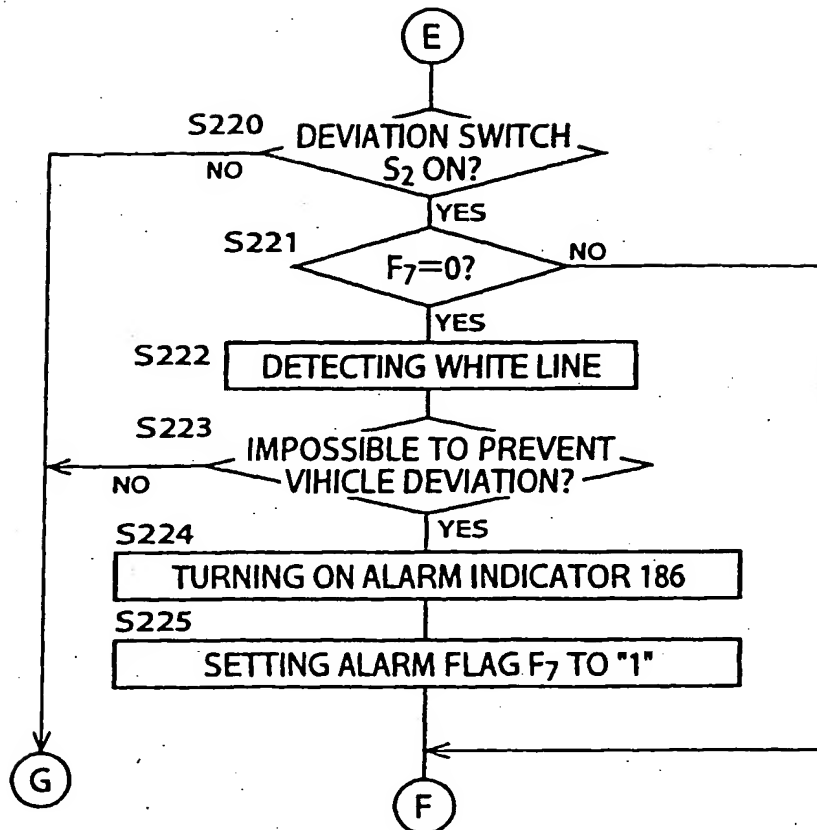 E
S220
DEVIATION SWITCH
S₂ ON?
NO
YES
S221
F₇=0?
NO
YES
S222
DETECTING WHITE LINE
S223
IMPOSSIBLE TO PREVENT
VIHICLE DEVIATION?
NO
YES
S224
TURNING ON ALARM INDICATOR 186
S225
SETTING ALARM FLAG F₇ TO "1"
G
F